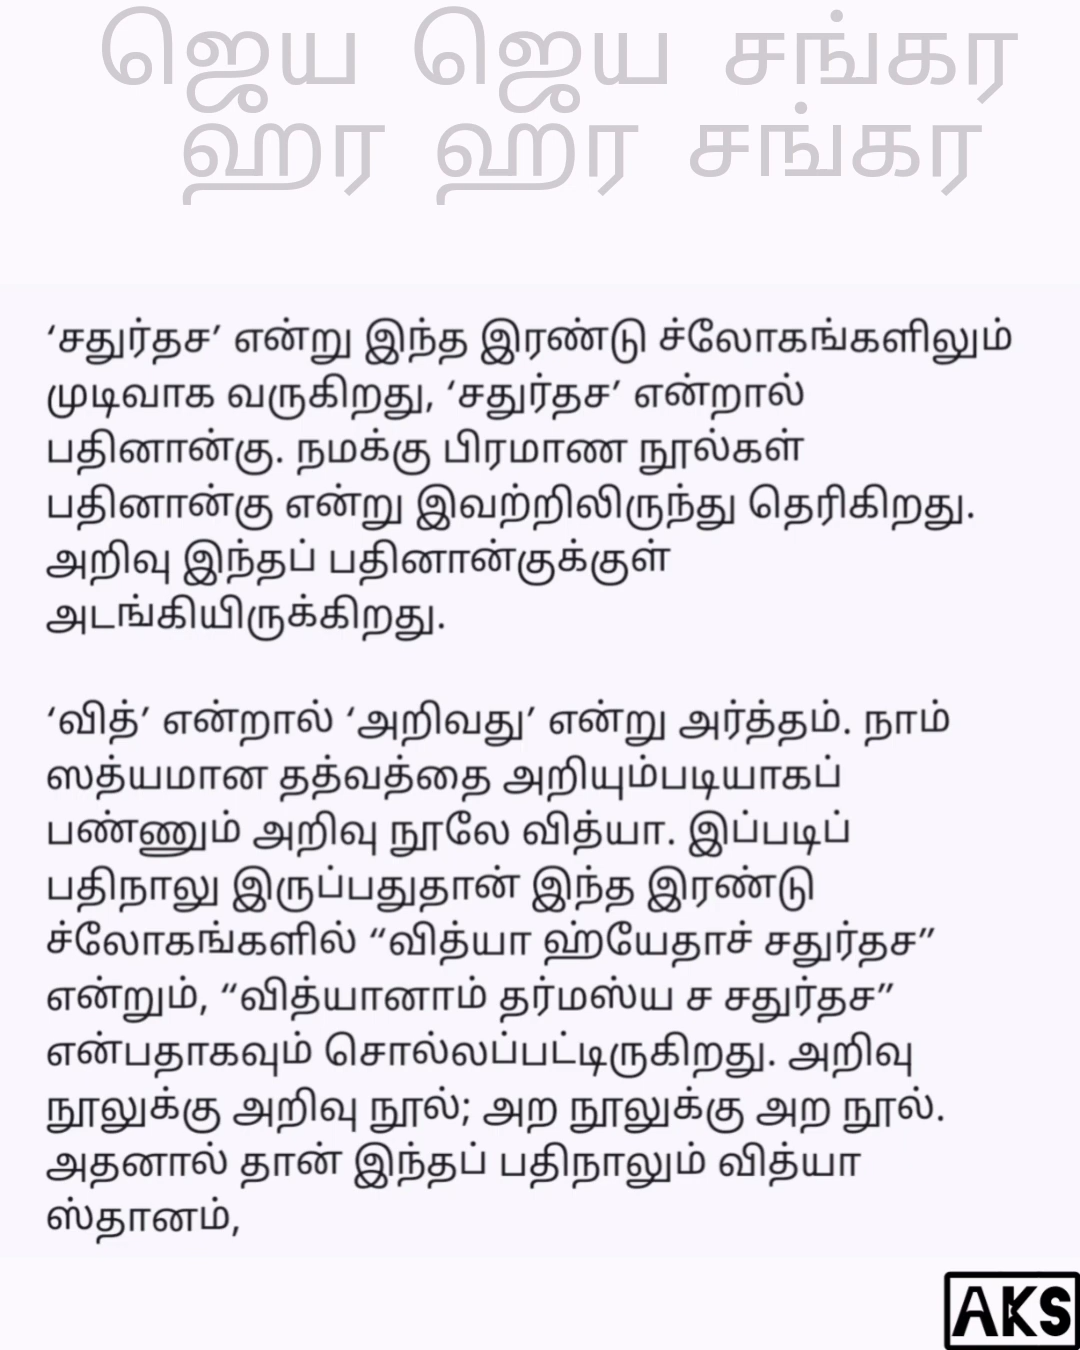 ஜெய ஜெய சங்கர
ஹர ஹர சங்கர
‘சதுர்தச’ என்று இந்த இரண்டு ச்லோகங்களிலும்
முடிவாக வருகிறது, ‘சதுர்தச’ என்றால்
பதினான்கு. நமக்கு பிரமாண நூல்கள்
பதினான்கு என்று இவற்றிலிருந்து தெரிகிறது.
அறிவு இந்தப் பதினான்குக்குள்
அடங்கியிருக்கிறது.
‘வித்’ என்றால் ‘அறிவது’ என்று அர்த்தம். நாம்
ஸத்யமான தத்வத்தை அறியும்படியாகப்
பண்ணும் அறிவு நூலே வித்யா. இப்படிப்
பதிநாலு இருப்பதுதான் இந்த இரண்டு
ச்லோகங்களில் “வித்யா ஹ்யேதாச் சதுர்தச”
என்றும், “வித்யானாம் தர்மஸ்ய ச சதுர்தச”
என்பதாகவும் சொல்லப்பட்டிருகிறது. அறிவு
நூலுக்கு அறிவு நூல்; அற நூலுக்கு அற நூல்.
அதனால் தான் இந்தப் பதிநாலும் வித்யா
ஸ்தானம்,
AKS